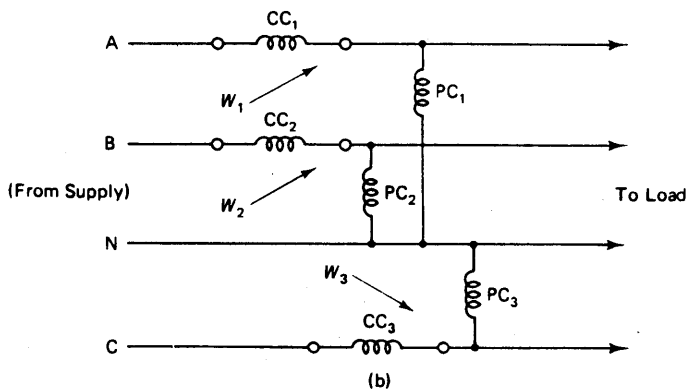 CC₁
A
W₁
PC₁
CC₂
B
(From Supply)
W₂
PC₂
To Load
N
W₃
PC₃
CC₃
C
(b)